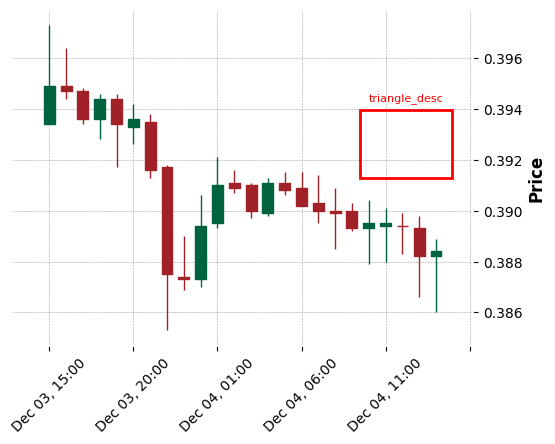 triangle_desc
0.396
0.394
0.392
0.390
0.388
0.386
Price
Dec 03, 15:00
Dec 03, 20:00
Dec 04, 01:00
Dec 04, 06:00
Dec 04, 11:00